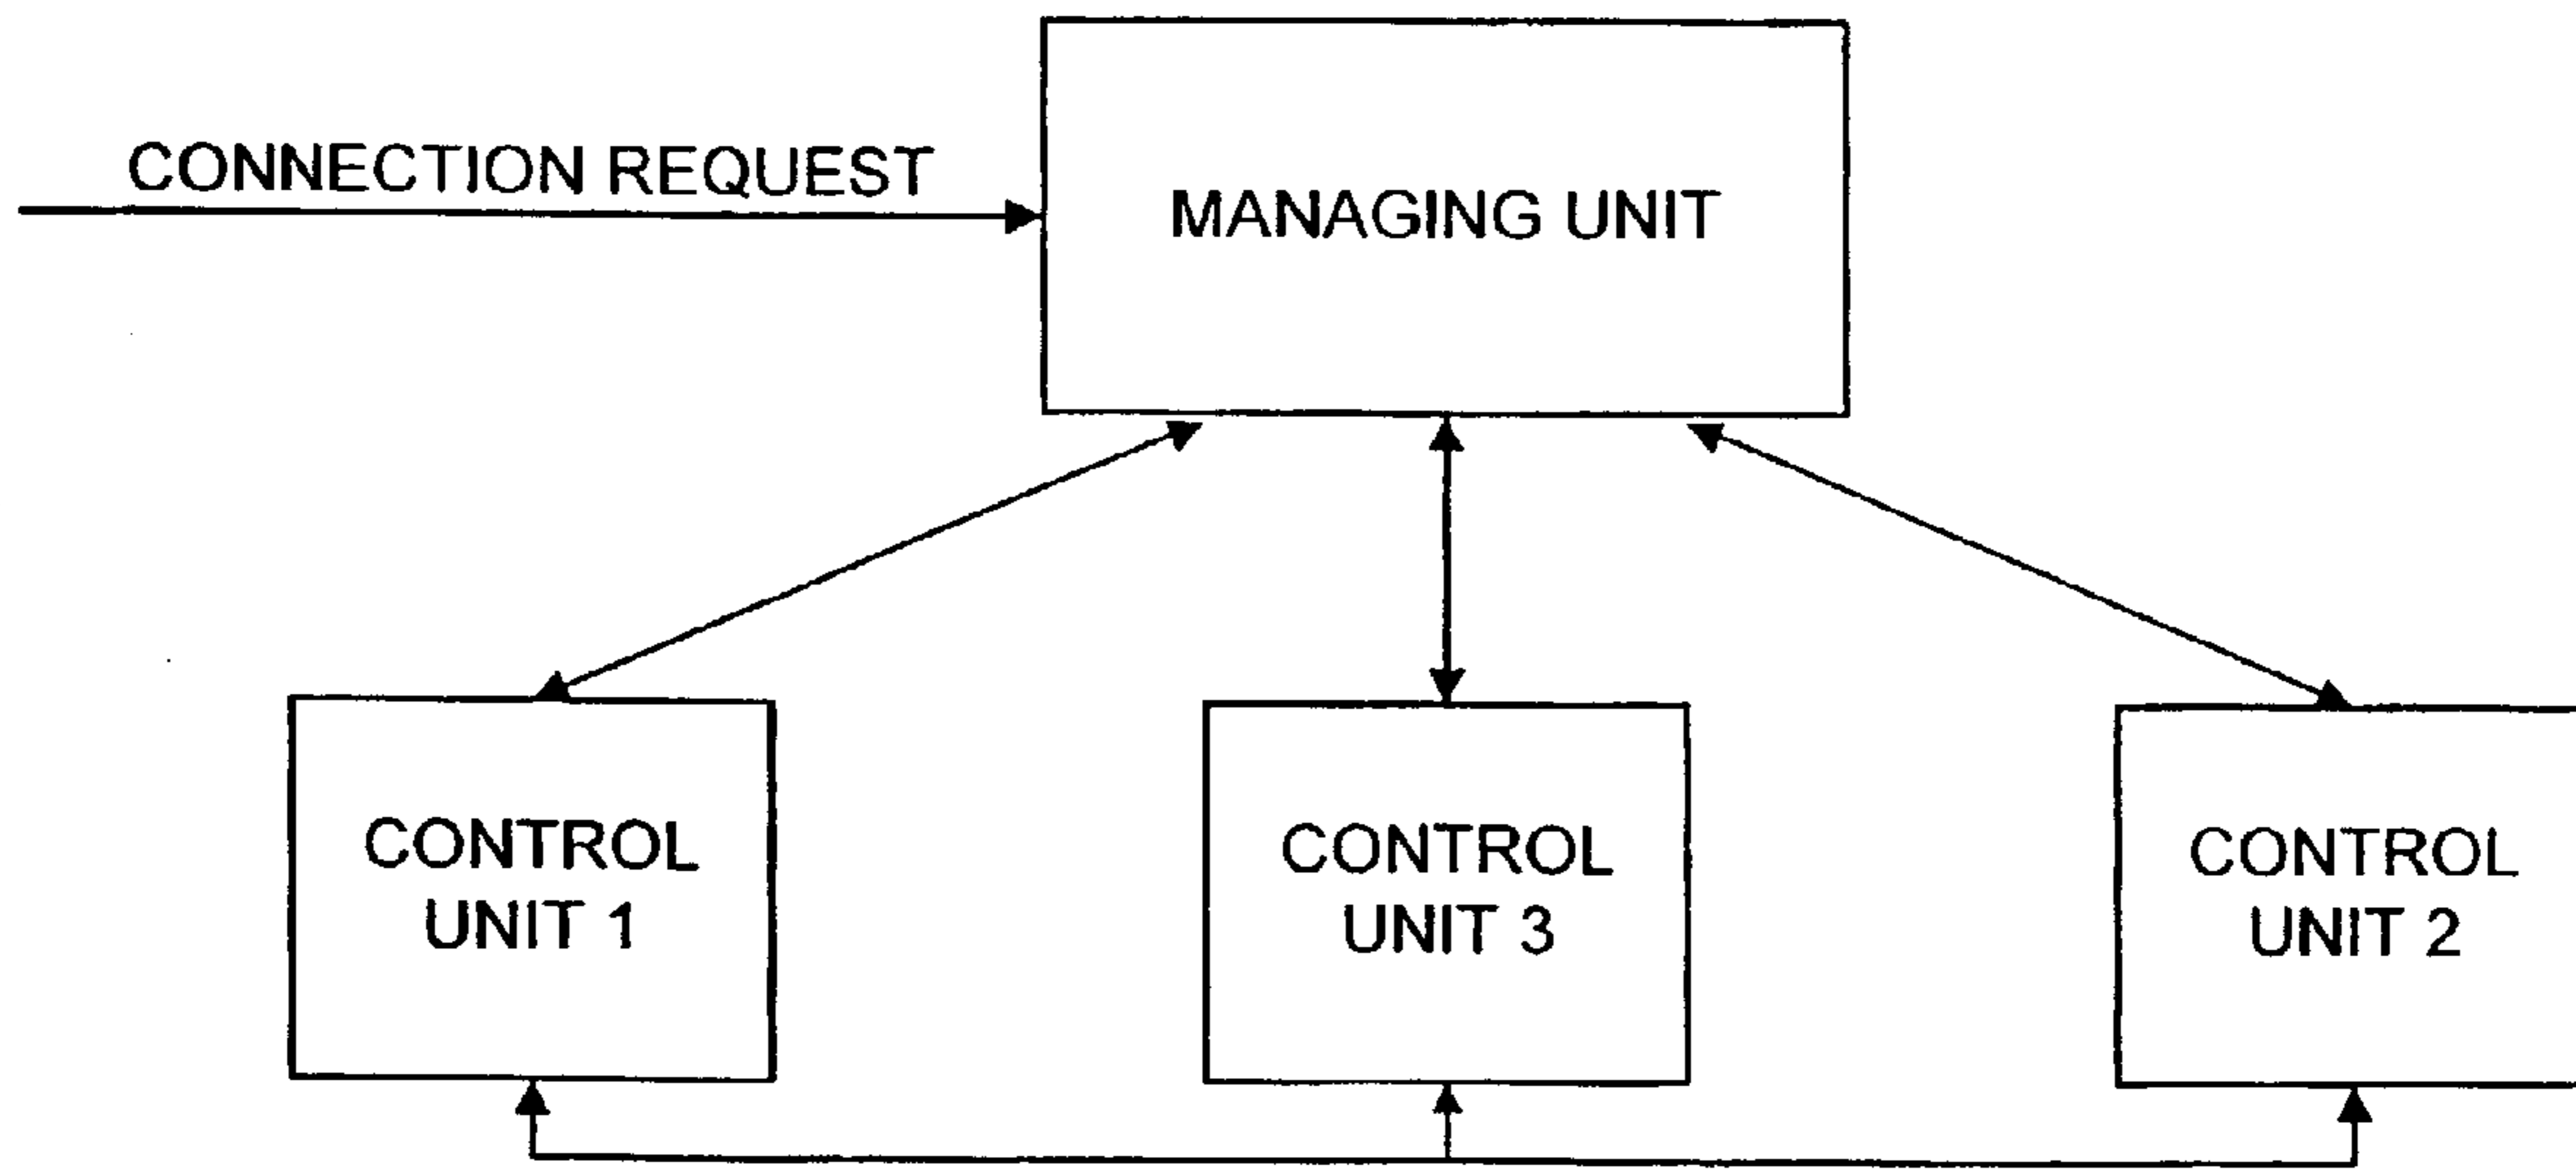 CONNECTION REQUEST
MANAGING UNIT
CONTROL
UNIT 1
CONTROL
UNIT 3
CONTROL
UNIT 2